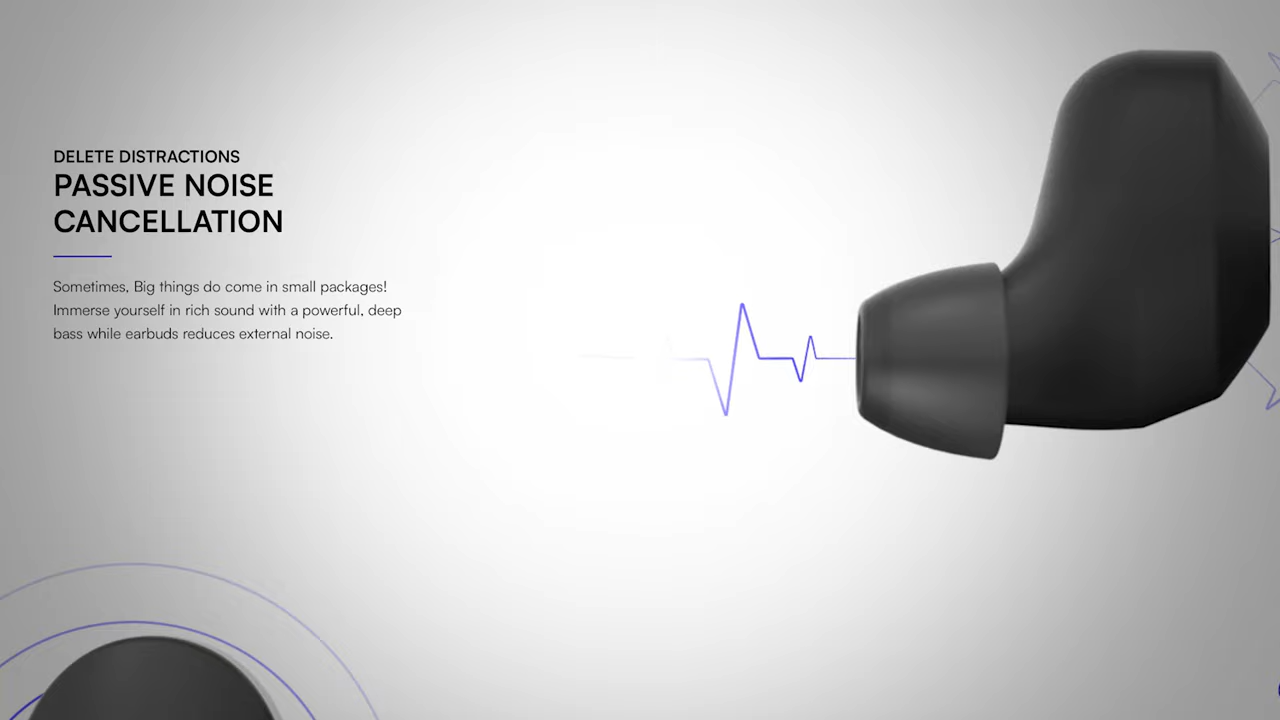 DELETE DISTRACTIONS
PASSIVE NOISE
CANCELLATION
Sometimes, Big things do come in small packages!
Immerse yourself in rich sound with a powerful, deep
bass while earbuds reduces external noise.